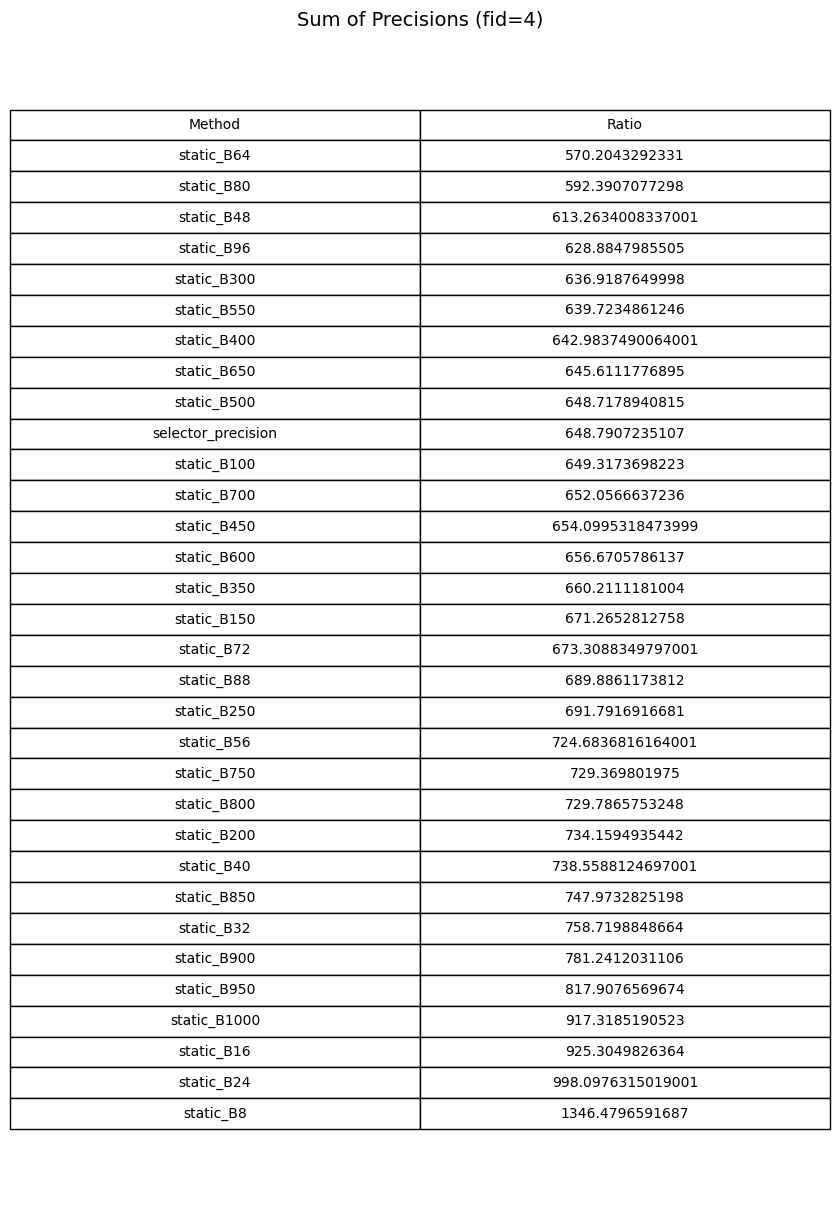 Sum of Precisions (fid=4)
Method Ratio
static_B64 570.2043292331
static_B80 592.3907077298
static_B48 613.2634008337001
static_B96 628.8847985505
static_B300 636.9187649998
static_B550 639.7234861246
static_B400 642.9837490064001
static_B650 645.6111776895
static_B500 648.7178940815
selector_precision 648.7907235107
static_B100 649.3173698223
static_B700 652.0566637236
static_B450 654.0995318473999
static_B600 656.6705786137
static_B350 660.2111181004
static_B150 671.2652812758
static_B72 673.3088349797001
static_B88 689.8861173812
static_B250 691.7916916681
static_B56 724.6836816164001
static_B750 729.369801975
static_B800 729.7865753248
static_B200 734.1594935442
static_B40 738.5588124697001
static_B850 747.9732825198
static_B32 758.7198848664
static_B900 781.2412031106
static_B950 817.9076569674
static_B1000 917.3185190523
static_B16 925.3049826364
static_B24 998.0976315019001
static_B8 1346.4796591687